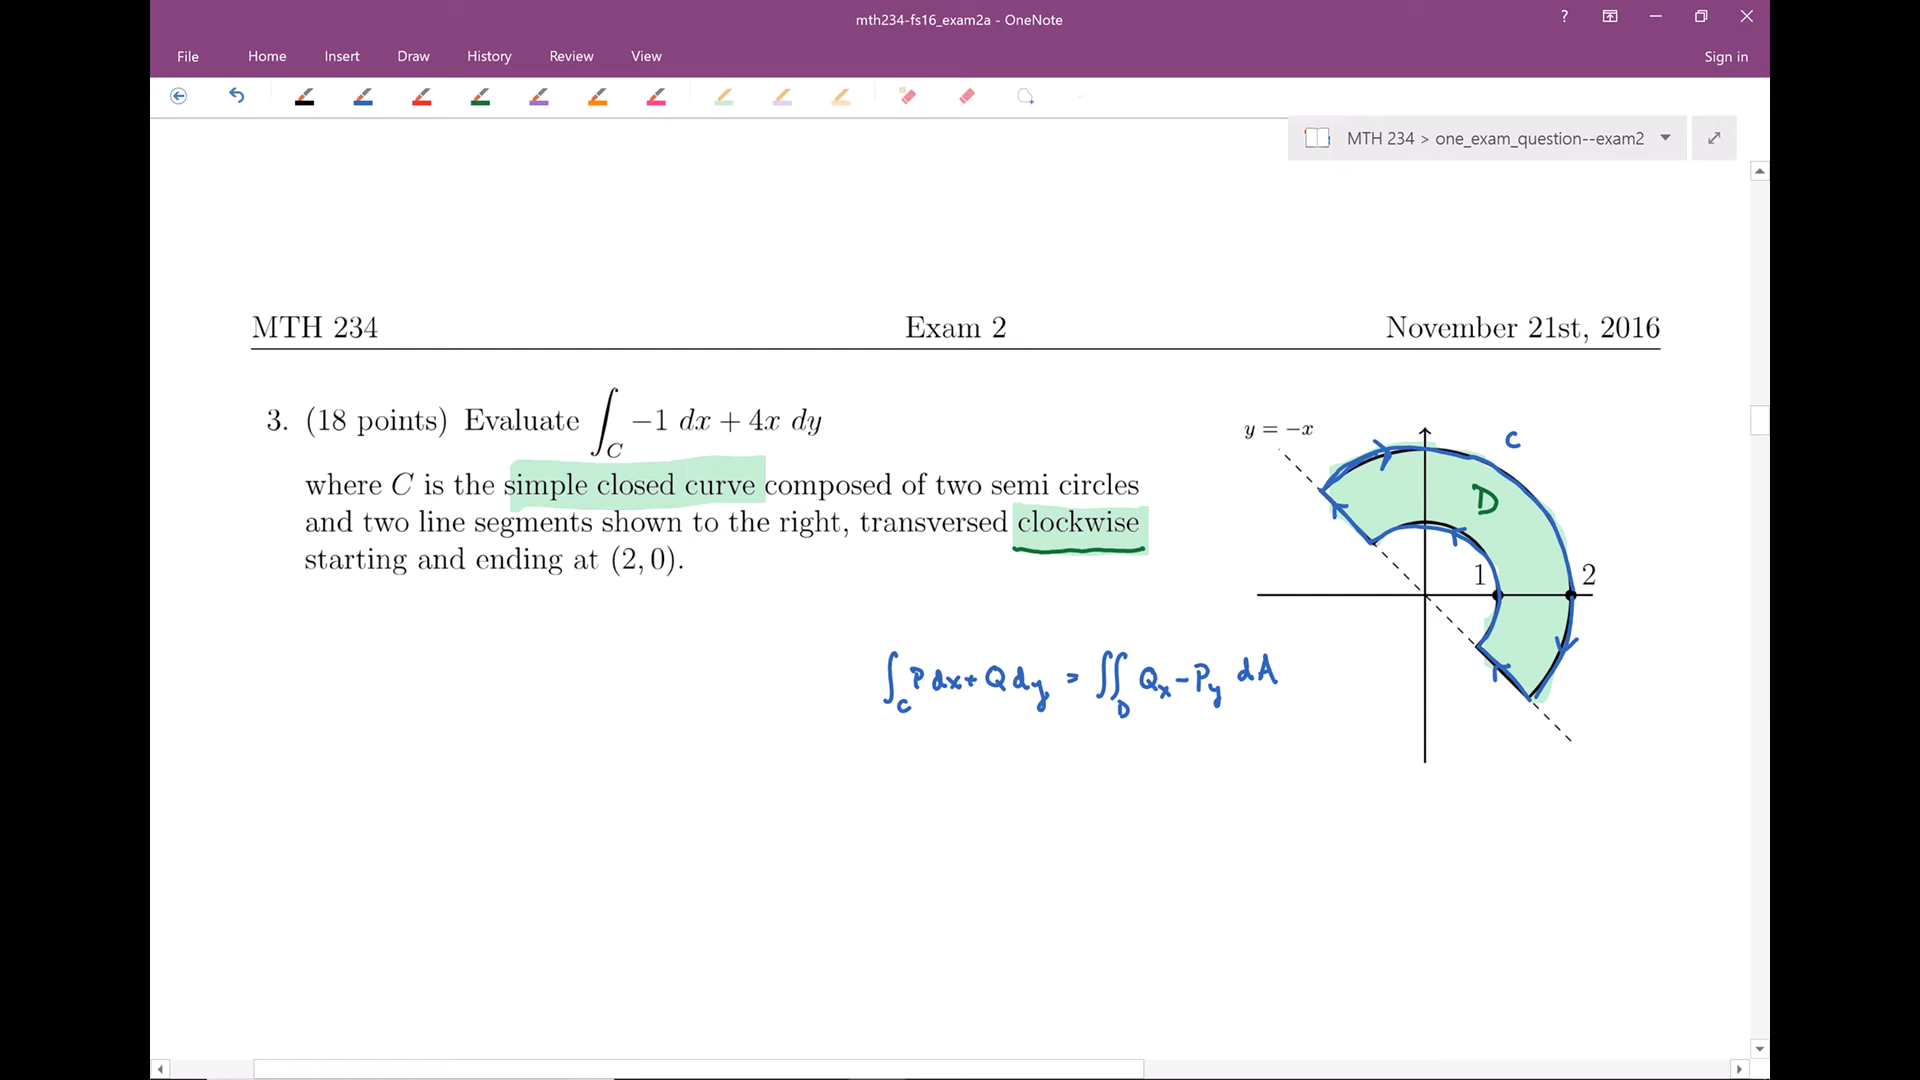 mth234-fs16_exam2a - OneNote
?
File Home Insert Draw History Review View Sign in
MTH 234 > one_exam_question--exam2
MTH 234 Exam 2 November 21st, 2016
3. (18 points) Evaluate ∫_C −1 dx + 4x dy
where C is the simple closed curve composed of two semi circles
and two line segments shown to the right, transversed clockwise
starting and ending at (2, 0).
y = −x
C
D
1 2
∫_C P dx + Q dy = ∬_D Q_x − P_y dA